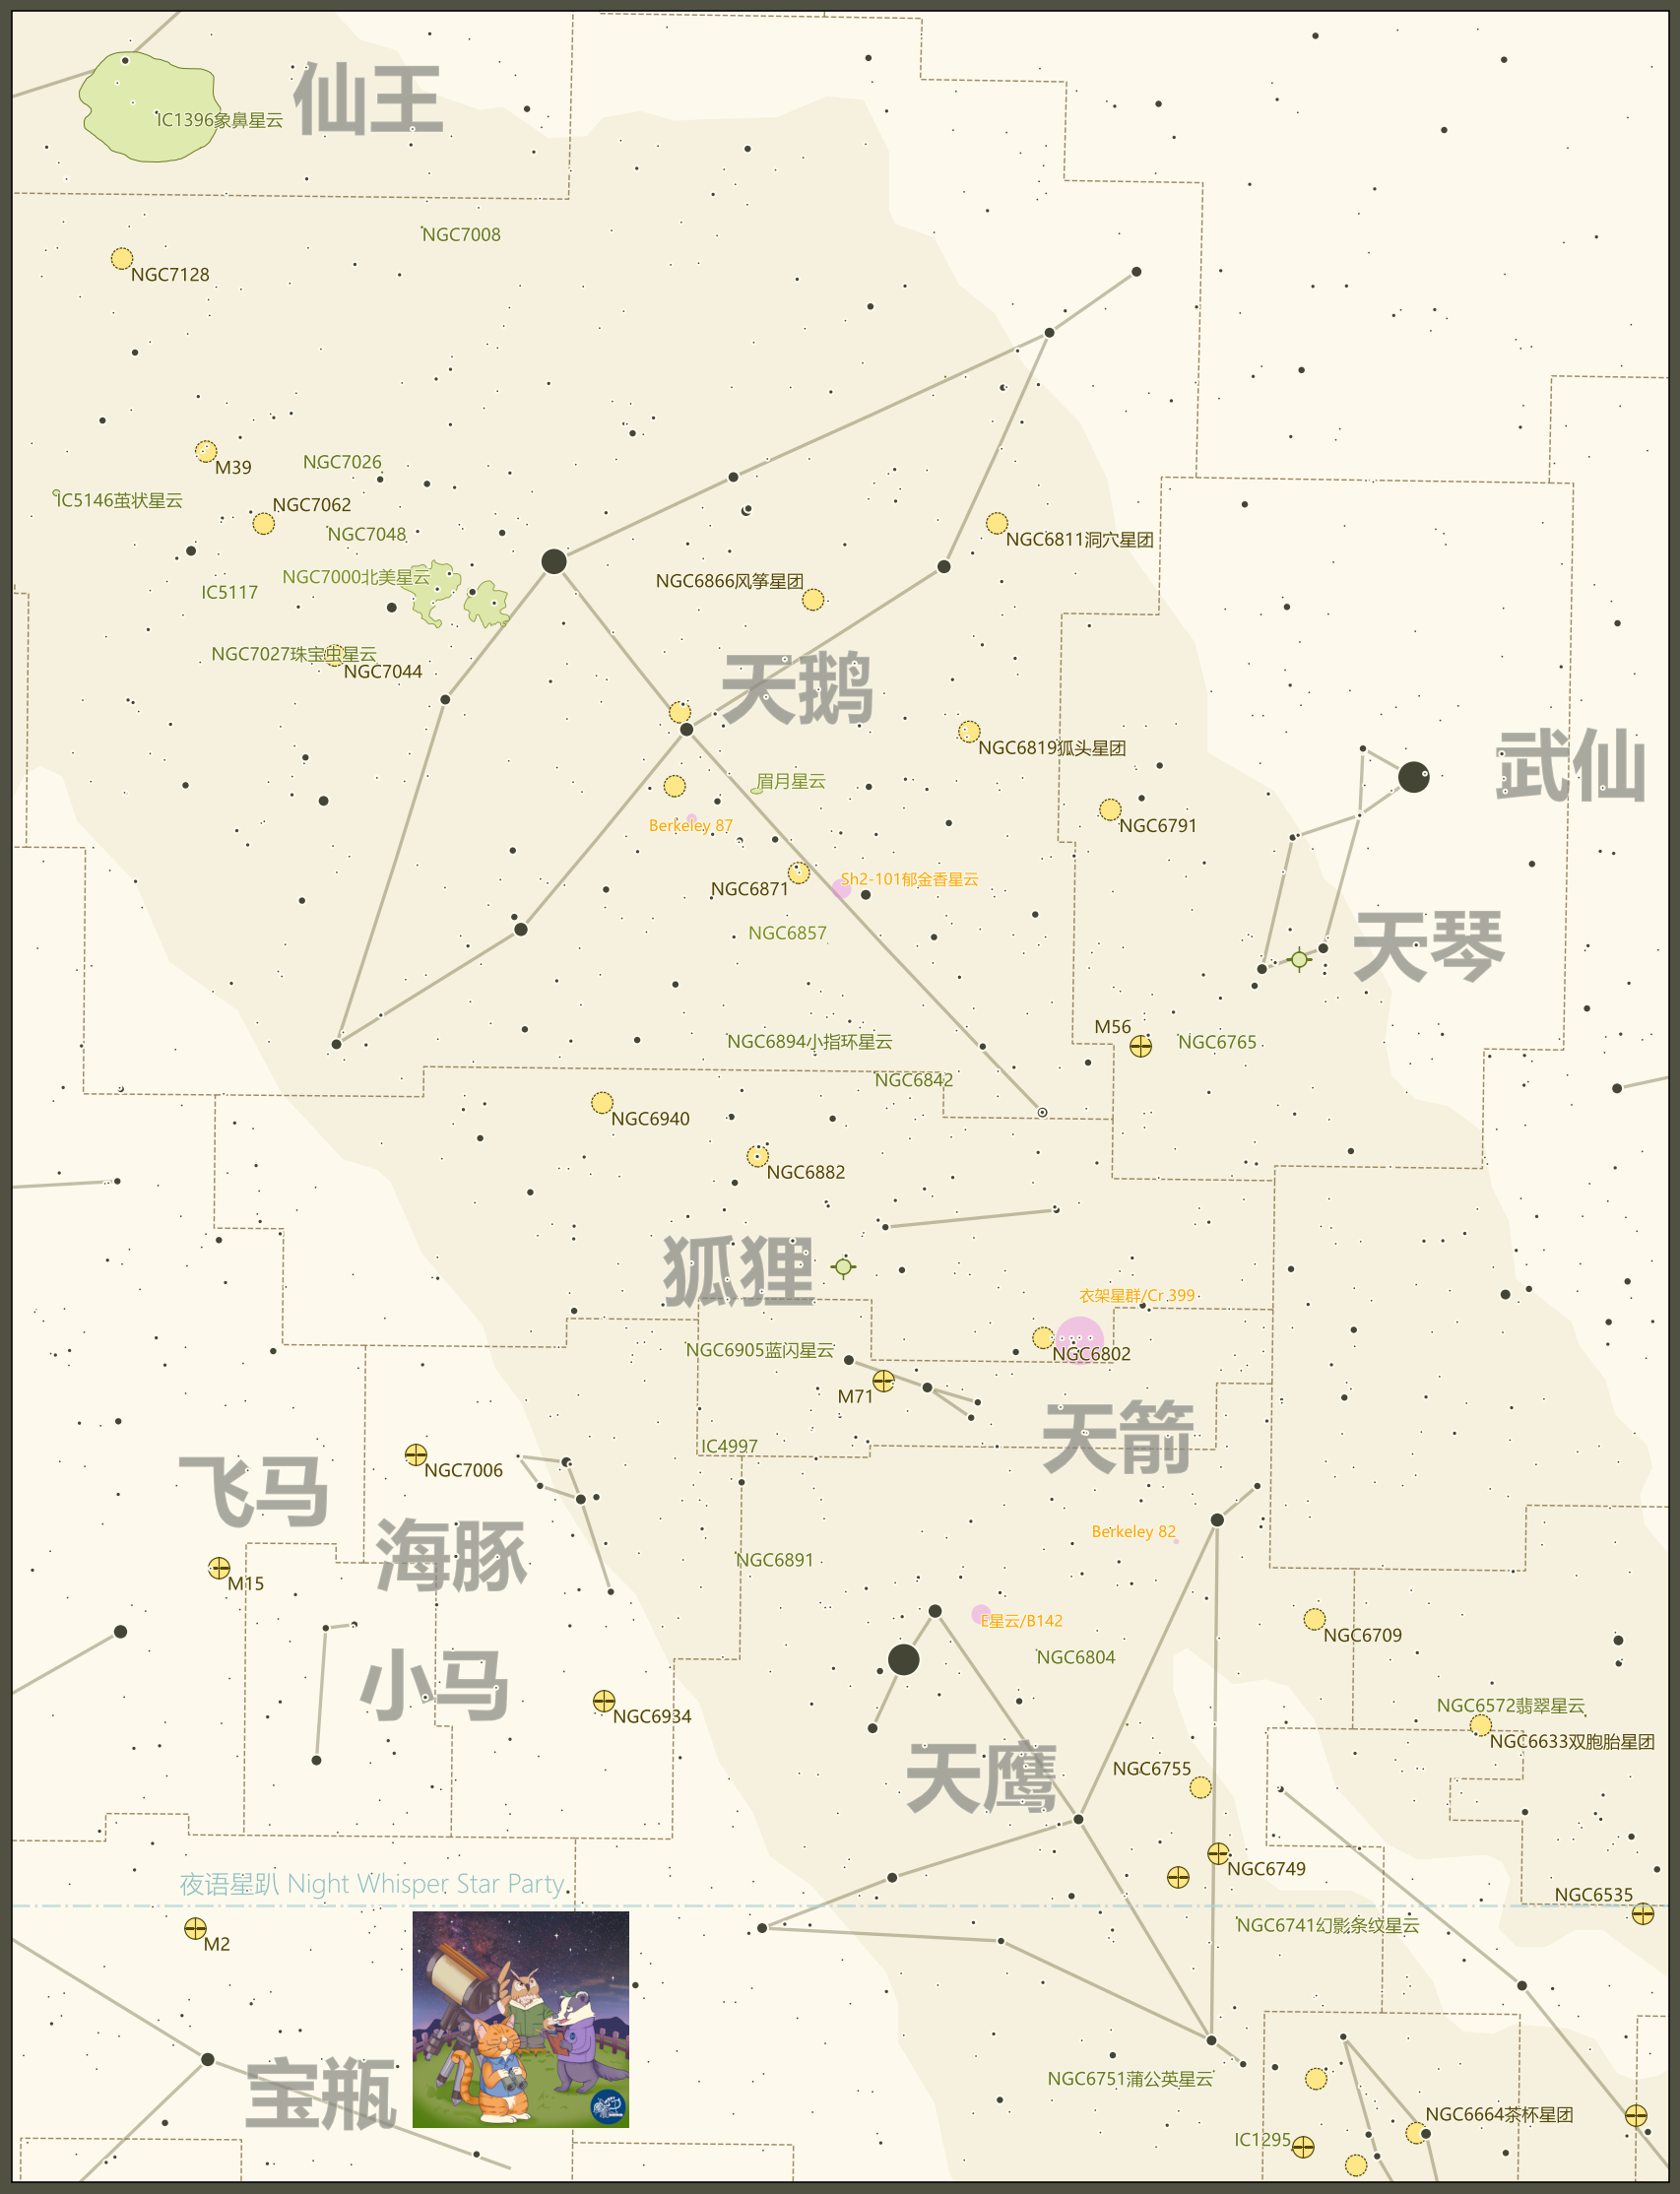 仙王
IC1396象鼻星云
NGC7008
NGC7128
NGC7026
M39
IC5146茧状星云
NGC7062
NGC7048
NGC6811洞穴星团
NGC7000北美星云
NGC6866风筝星团
IC5117
NGC7027珠宝虫星云
NGC7044
天鹅
NGC6819狐头星团
武仙
眉月星云
Berkeley 87
NGC6791
Sh2-101郁金香星云
NGC6871
NGC6857
天琴
M56
NGC6894小指环星云
NGC6765
NGC6842
NGC6940
NGC6882
狐狸
衣架星群/Cr 399
NGC6905蓝闪星云
NGC6802
M71
天箭
IC4997
飞马
NGC7006
海豚
Berkeley 82
NGC6891
M15
E星云/B142
NGC6709
NGC6804
小马
NGC6572翡翠星云
NGC6934
NGC6633双胞胎星团
天鹰
NGC6755
NGC6749
夜语星趴 Night Whisper Star Party
NGC6535
NGC6741幻影条纹星云
M2
NGC6751蒲公英星云
宝瓶
NGC6664茶杯星团
IC1295